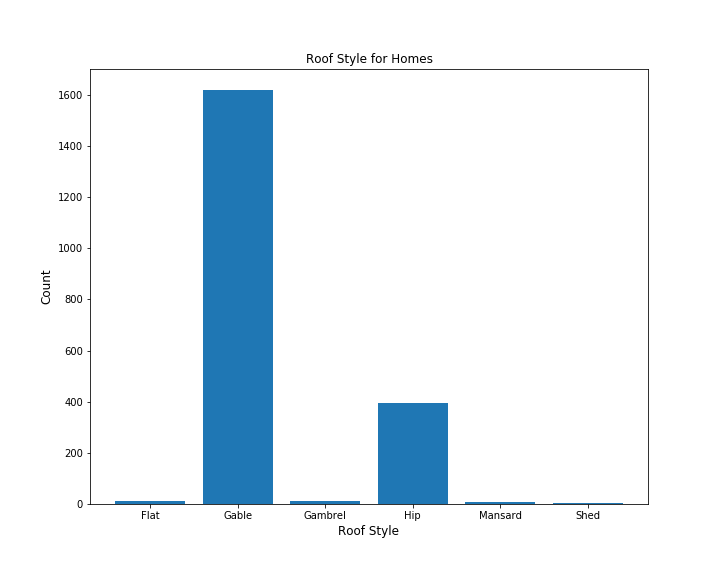 Roof Style for Homes
1600
1400
1200
1000
800
600
400
200
0
Count
Flat Gable Gambrel Hip Mansard Shed
Roof Style